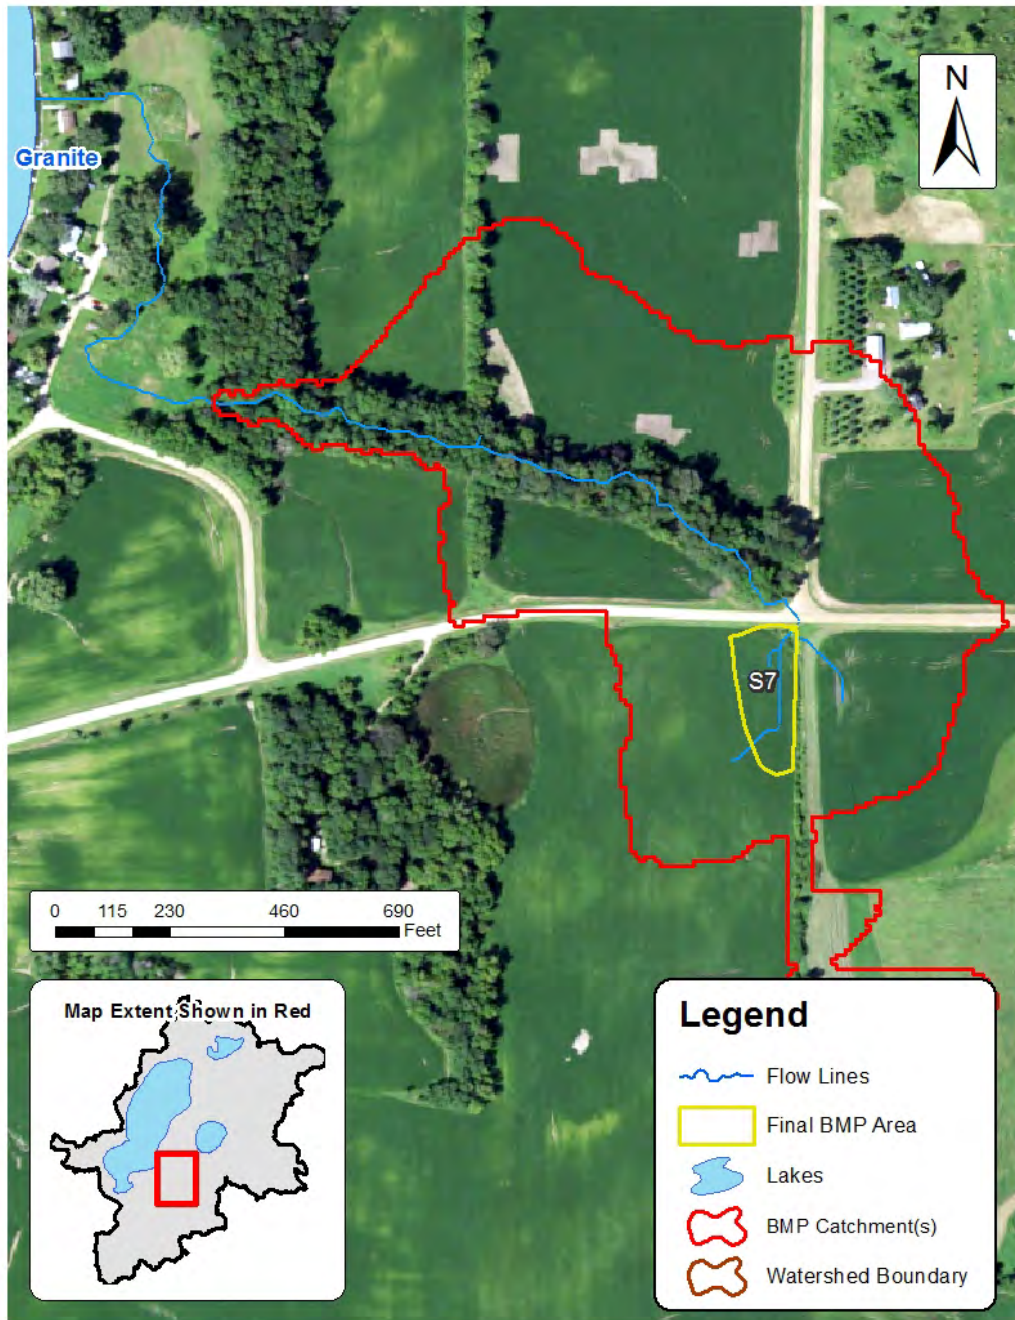 N
Granite
S7
0 115 230 460 690
Feet
Map Extent Shown in Red
Legend
Flow Lines
Final BMP Area
Lakes
BMP Catchment(s)
Watershed Boundary